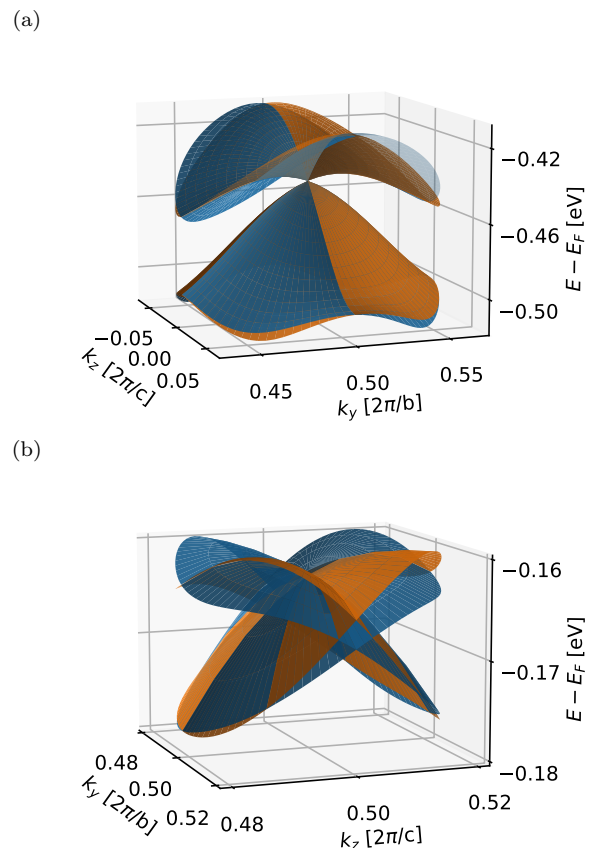 (a)
−0.42
−0.46
−0.50
E − E_F [eV]
−0.05
0.00
0.05
k_z [2π/c]
0.45
0.50
0.55
k_y [2π/b]
(b)
−0.16
−0.17
−0.18
E − E_F [eV]
0.48
0.50
0.52
k_y [2π/b]
0.48
0.50
0.52
k_z [2π/c]